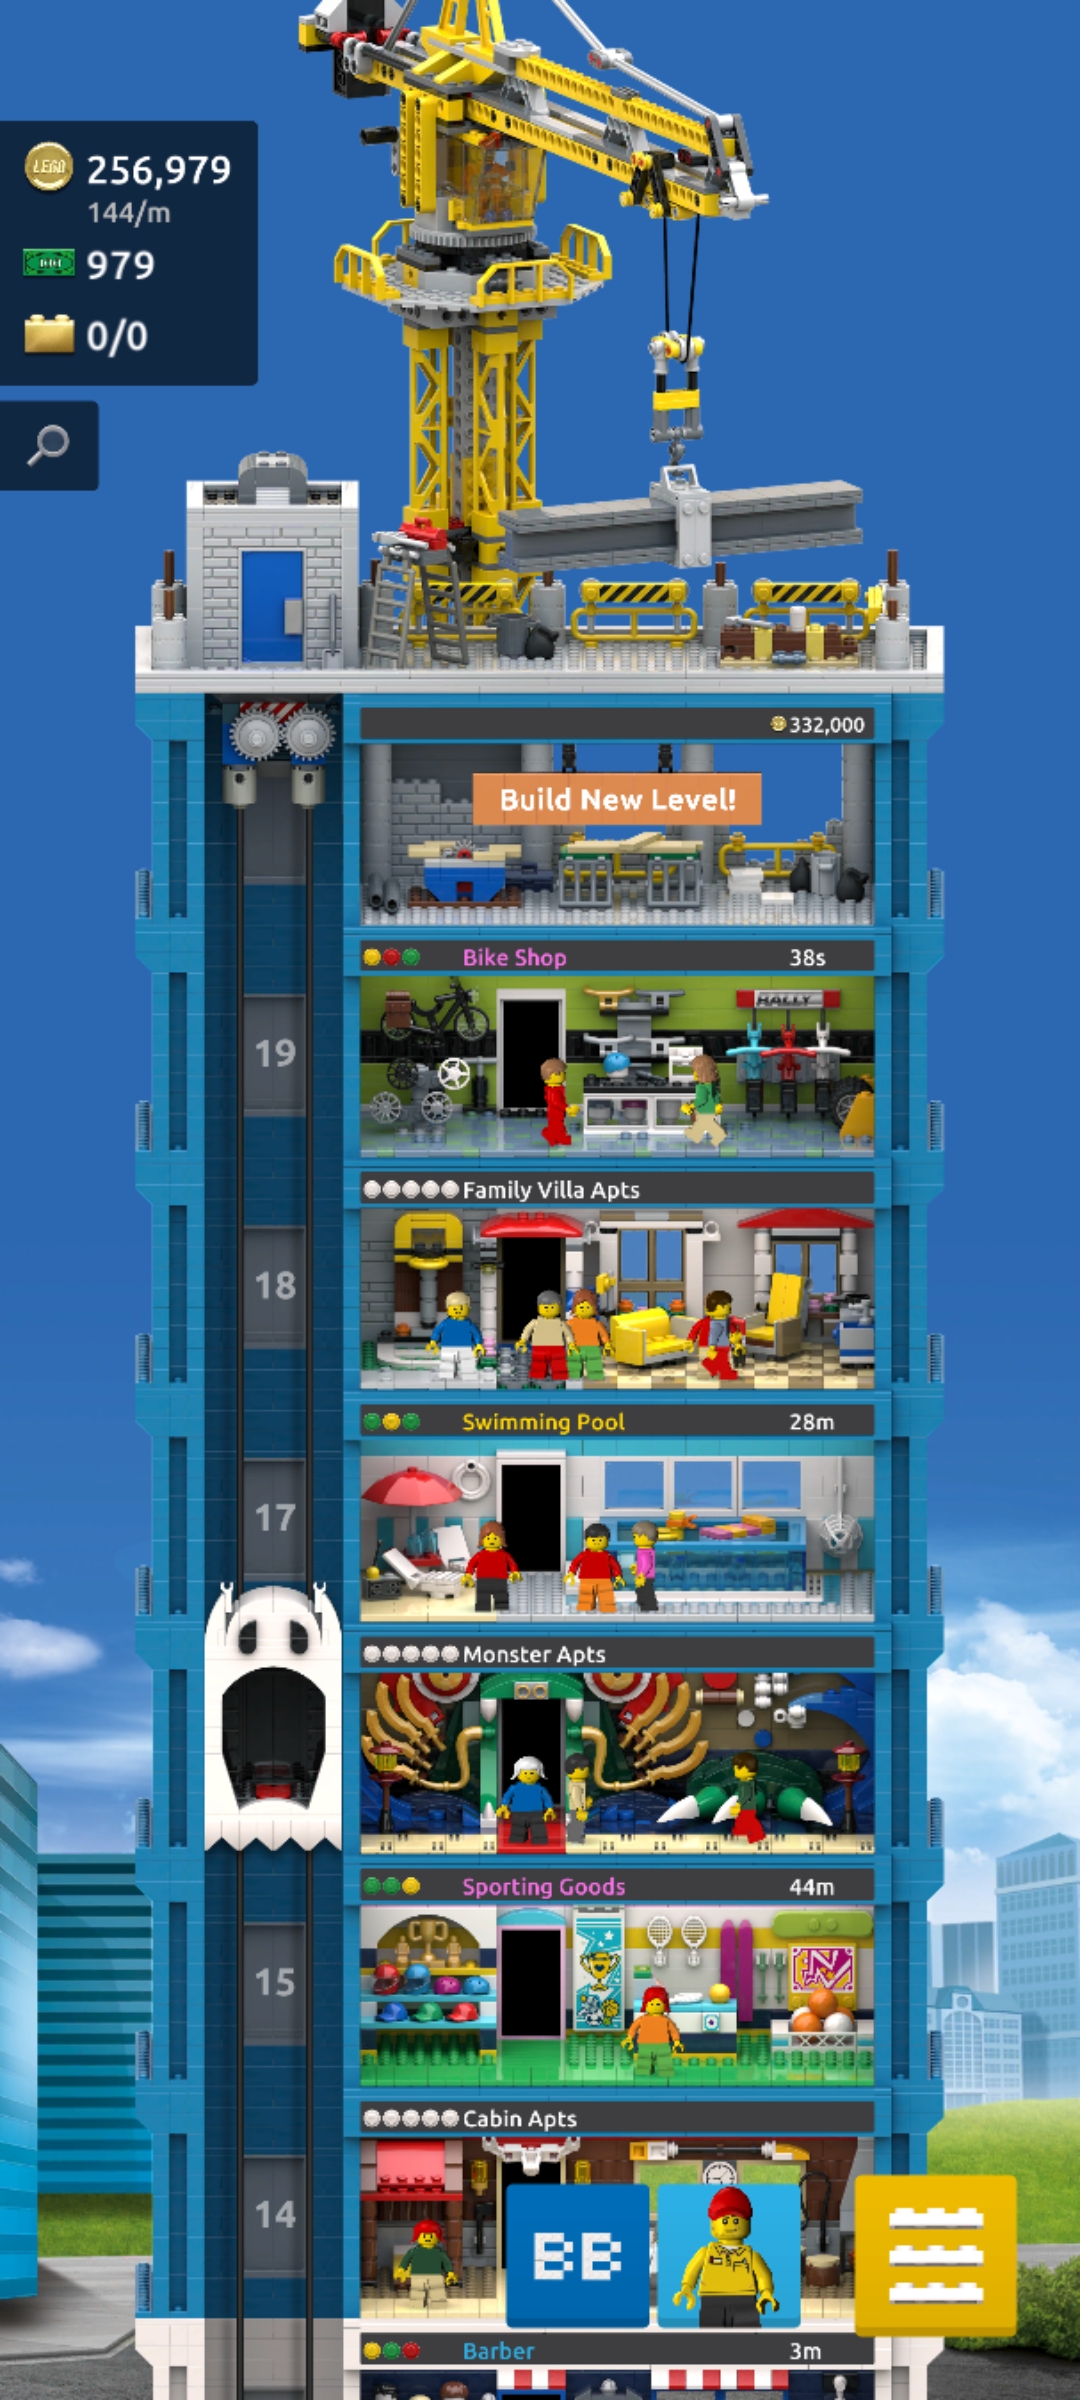 LEGO
256,979
144/m
979
0/0
332,000
Build New Level!
Bike Shop 38s
RALLY
19
Family Villa Apts
18
Swimming Pool 28m
17
Monster Apts
Sporting Goods 44m
N
15
Cabin Apts
14
BB
Barber 3m